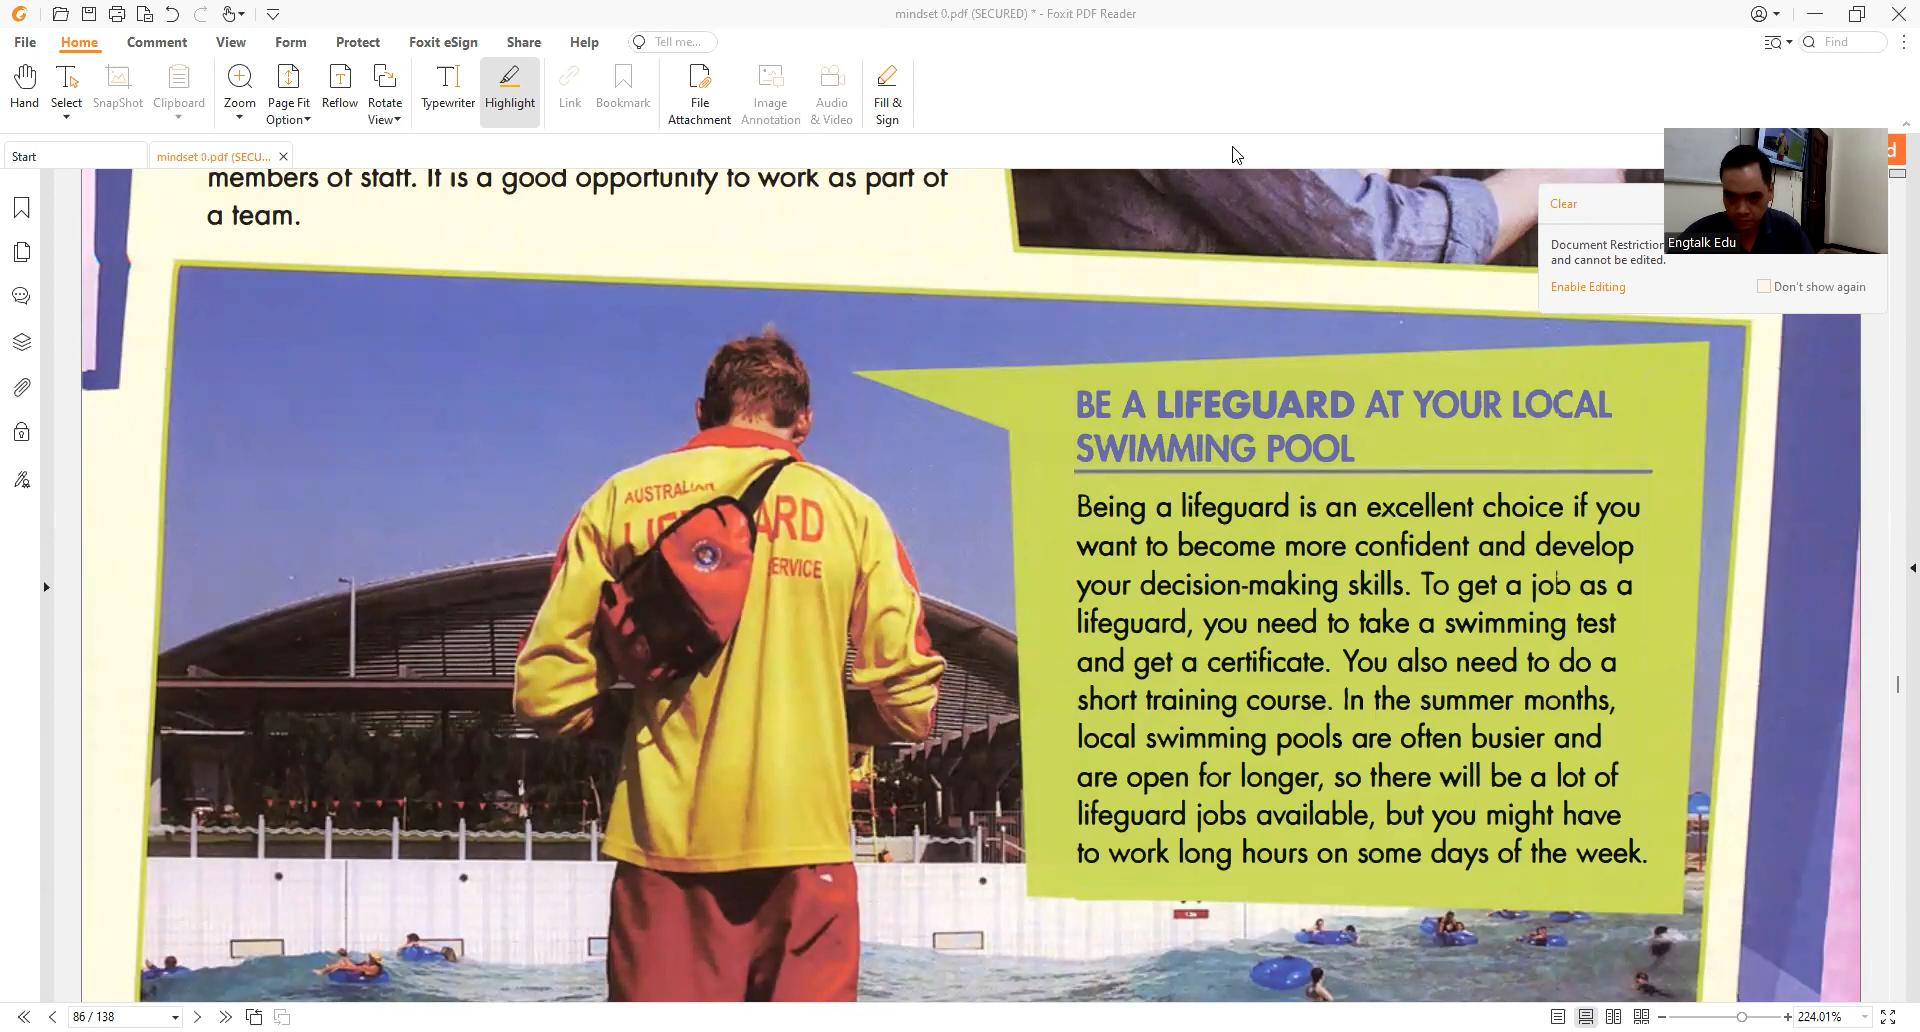 mindset 0.pdf (SECURED) * - Foxit PDF Reader
File Home Comment View Form Protect Foxit eSign Share Help Tell me... Find
Hand Select SnapShot Clipboard Zoom Page Fit Option Reflow Rotate View Typewriter Highlight Link Bookmark File Attachment Image Annotation Audio & Video Fill & Sign
Start mindset 0.pdf (SECU...
members of staff. It is a good opportunity to work as part of
a team.
Clear
Engtalk Edu
Document Restriction
and cannot be edited.
Enable Editing Don't show again
BE A LIFEGUARD AT YOUR LOCAL
SWIMMING POOL
Being a lifeguard is an excellent choice if you
want to become more confident and develop
your decision-making skills. To get a job as a
lifeguard, you need to take a swimming test
and get a certificate. You also need to do a
short training course. In the summer months,
local swimming pools are often busier and
are open for longer, so there will be a lot of
lifeguard jobs available, but you might have
to work long hours on some days of the week.
AUSTRALIAN
86 / 138 224.01%